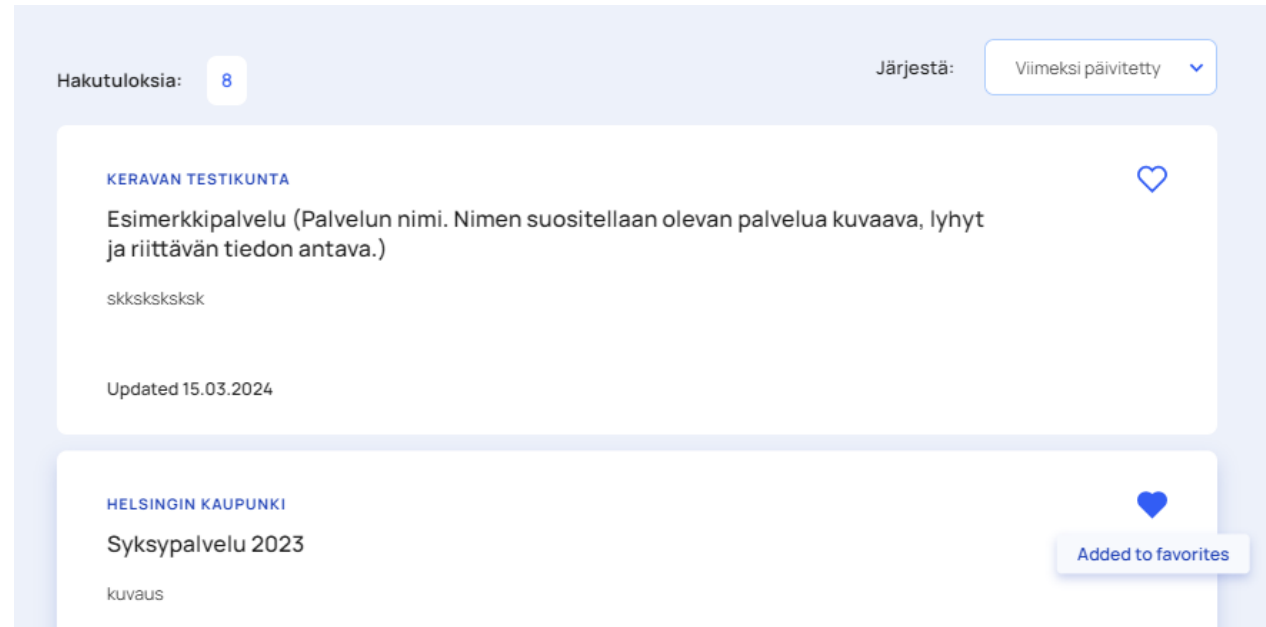 Hakutuloksia: 8
Järjestä: Viimeksi päivitetty
KERAVAN TESTIKUNTA
Esimerkkipalvelu (Palvelun nimi. Nimen suositellaan olevan palvelua kuvaava, lyhyt
ja riittävän tiedon antava.)
skksksksksk
Updated 15.03.2024
HELSINGIN KAUPUNKI
Syksypalvelu 2023
Added to favorites
kuvaus